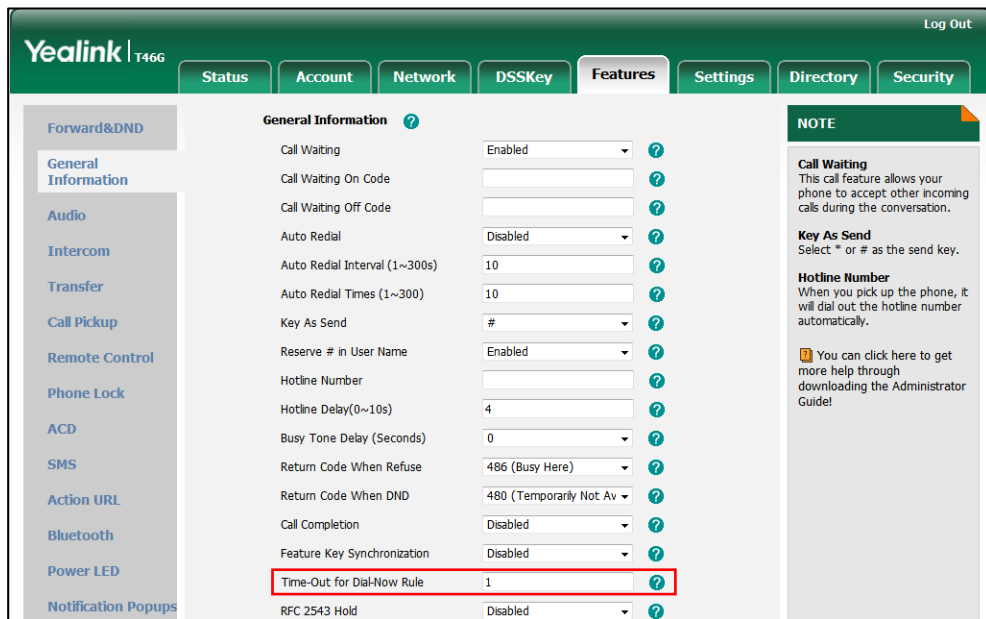 Log Out
Yealink | T46G
Status Account Network DSSKey Features Settings Directory Security
Forward&DND
General
Information
Audio
Intercom
Transfer
Call Pickup
Remote Control
Phone Lock
ACD
SMS
Action URL
Bluetooth
Power LED
Notification Popups
General Information ?
Call Waiting Enabled ?
Call Waiting On Code ?
Call Waiting Off Code ?
Auto Redial Disabled ?
Auto Redial Interval (1~300s) 10 ?
Auto Redial Times (1~300) 10 ?
Key As Send # ?
Reserve # in User Name Enabled ?
Hotline Number ?
Hotline Delay(0~10s) 4 ?
Busy Tone Delay (Seconds) 0 ?
Return Code When Refuse 486 (Busy Here) ?
Return Code When DND 480 (Temporarily Not Av ?
Call Completion Disabled ?
Feature Key Synchronization Disabled ?
Time-Out for Dial-Now Rule 1 ?
RFC 2543 Hold Disabled ?
NOTE
Call Waiting
This call feature allows your
phone to accept other incoming
calls during the conversation.
Key As Send
Select * or # as the send key.
Hotline Number
When you pick up the phone, it
will dial out the hotline number
automatically.
? You can click here to get
more help through
downloading the Administrator
Guide!